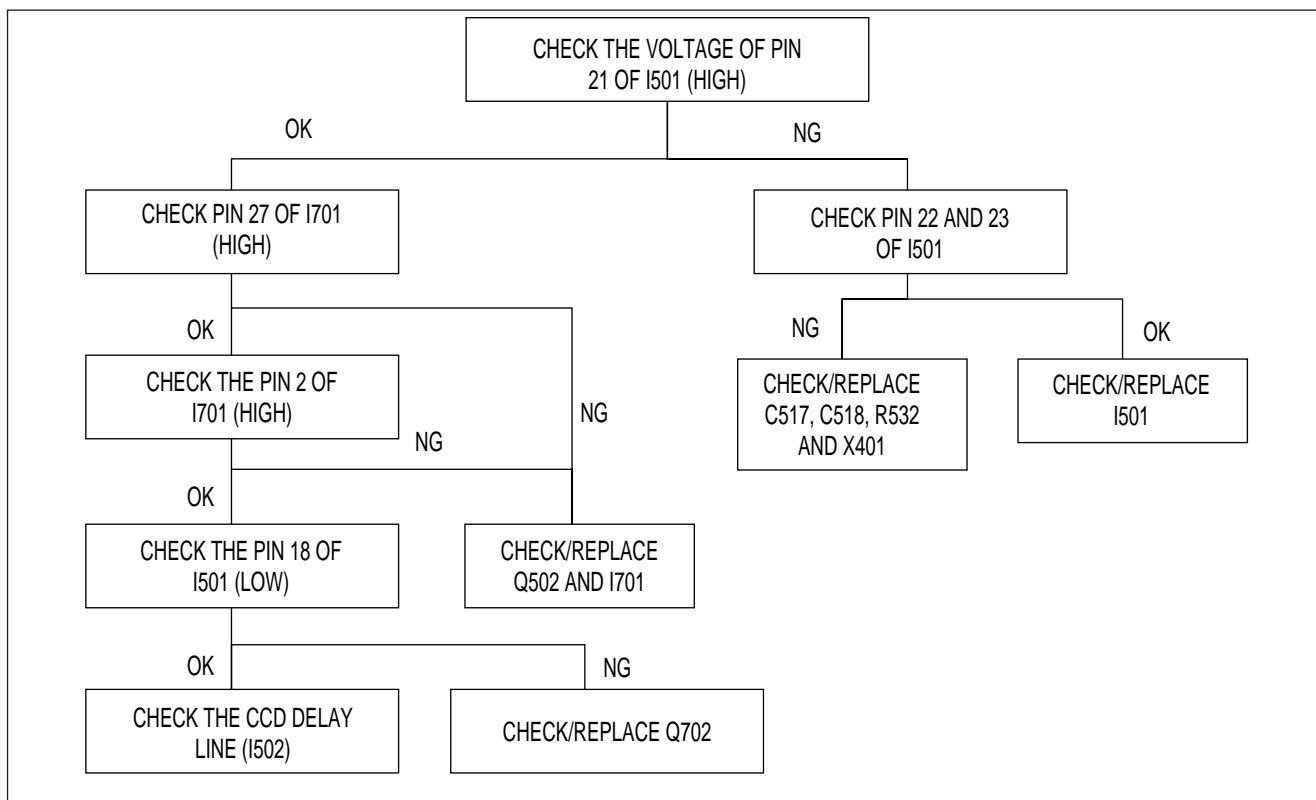 CHECK THE VOLTAGE OF PIN
21 OF I501 (HIGH)
OK
NG
CHECK PIN 27 OF I701
(HIGH)
CHECK PIN 22 AND 23
OF I501
OK
NG
NG
OK
CHECK THE PIN 2 OF
I701 (HIGH)
CHECK/REPLACE
C517, C518, R532
AND X401
CHECK/REPLACE
I501
NG
OK
CHECK THE PIN 18 OF
I501 (LOW)
CHECK/REPLACE
Q502 AND I701
OK
NG
CHECK THE CCD DELAY
LINE (I502)
CHECK/REPLACE Q702